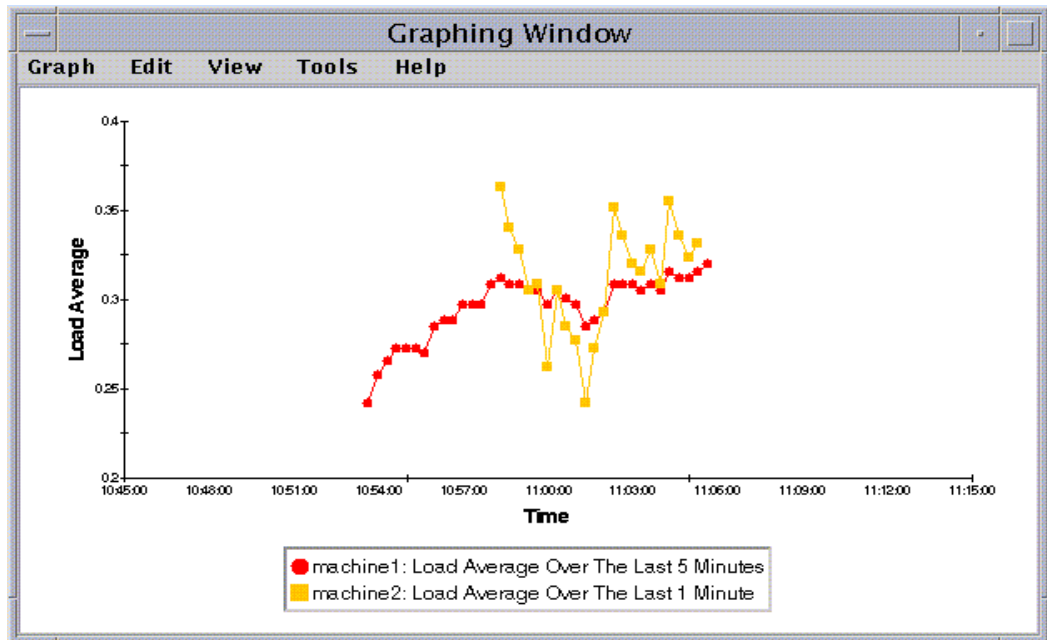 Graphing Window
Graph Edit View Tools Help
0.4
0.35
0.3
0.25
0.2
Load Average
10:45:00 10:48:00 10:51:00 10:54:00 10:57:00 11:00:00 11:03:00 11:06:00 11:09:00 11:12:00 11:15:00
Time
machine1: Load Average Over The Last 5 Minutes
machine2: Load Average Over The Last 1 Minute